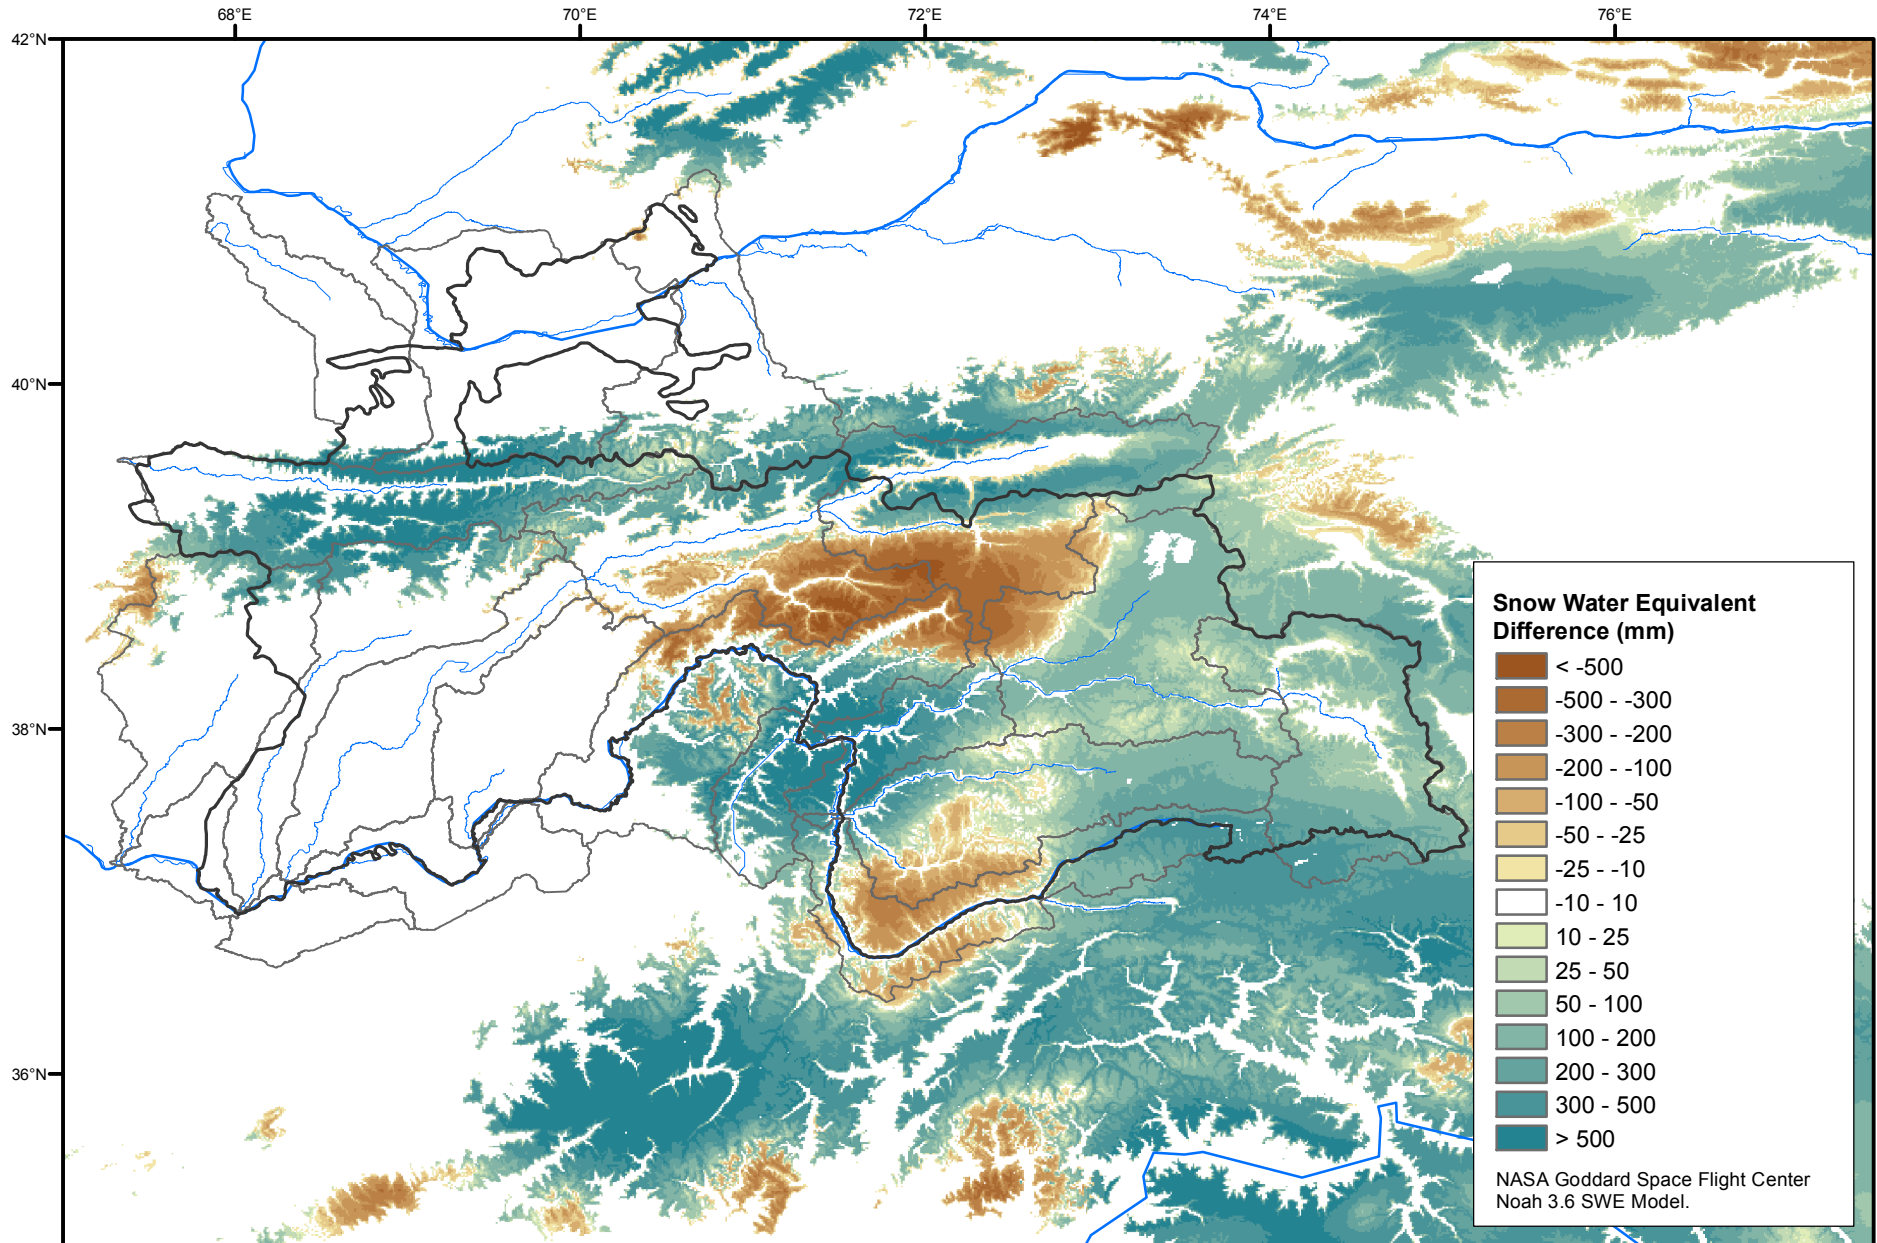 68°E 70°E 72°E 74°E 76°E
42°N
40°N
38°N
36°N
Snow Water Equivalent
Difference (mm)
< -500
-500 - -300
-300 - -200
-200 - -100
-100 - -50
-50 - -25
-25 - -10
-10 - 10
10 - 25
25 - 50
50 - 100
100 - 200
200 - 300
300 - 500
> 500
NASA Goddard Space Flight Center
Noah 3.6 SWE Model.